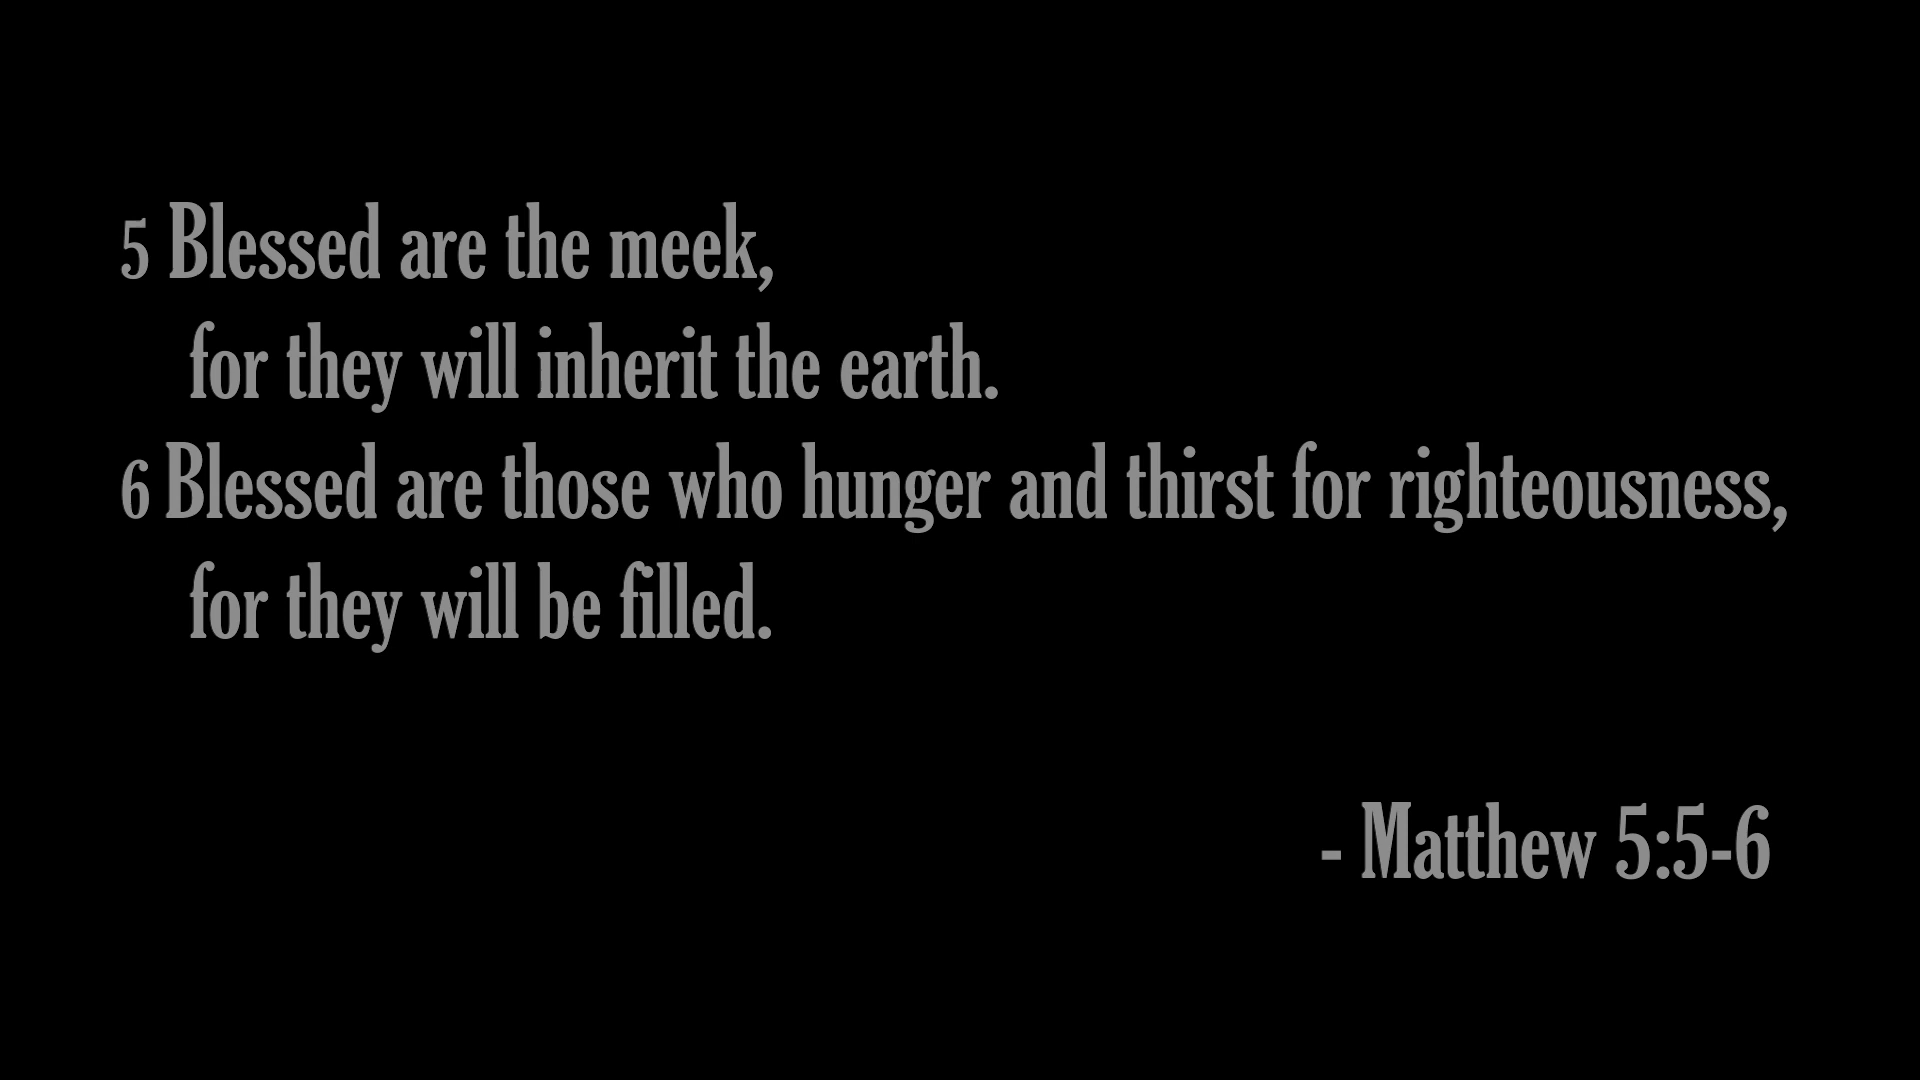 5 Blessed are the meek,
for they will inherit the earth.
6 Blessed are those who hunger and thirst for righteousness,
for they will be filled.
- Matthew 5:5-6